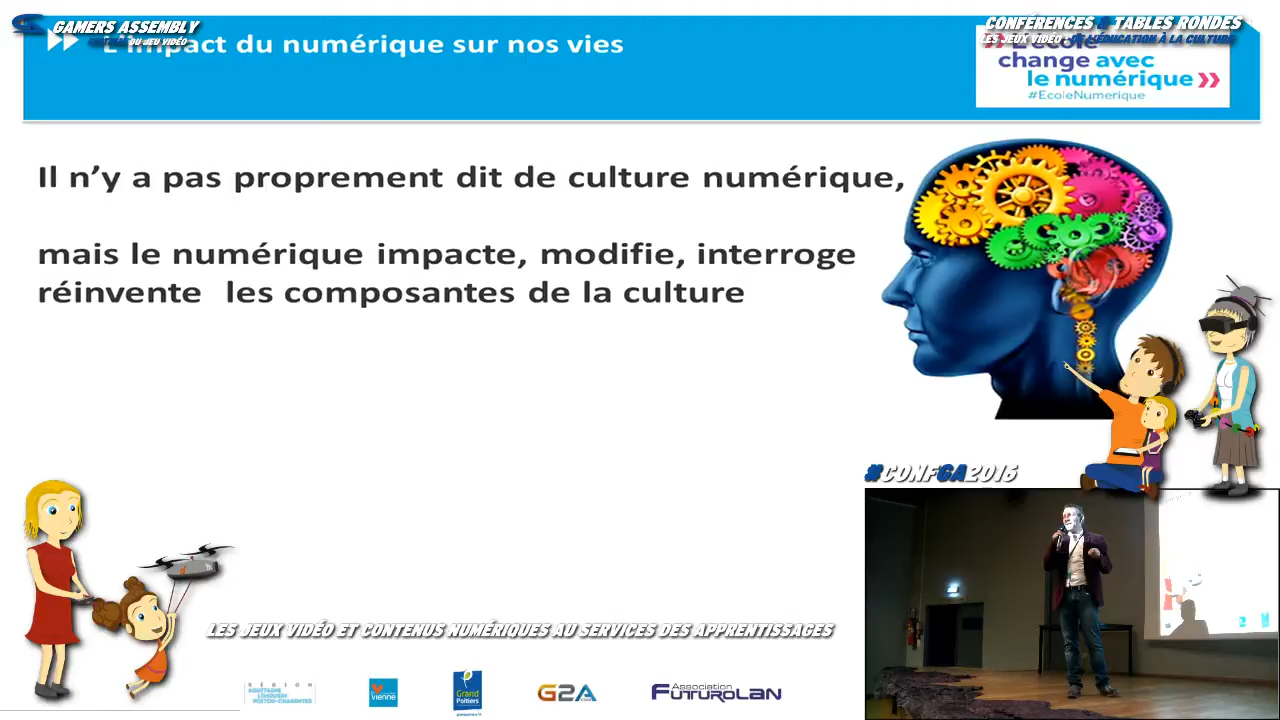 GAMERS ASSEMBLY
DU JEU VIDÉO
L'impact du numérique sur nos vies
CONFÉRENCES & TABLES RONDES
LES JEUX VIDÉO : DE L'ÉDUCATION À LA CULTURE
L'école
change avec
le numérique
#EcoleNumerique
Il n'y a pas proprement dit de culture numérique,
mais le numérique impacte, modifie, interroge
réinvente les composantes de la culture
#CONFGA2016
LES JEUX VIDÉO ET CONTENUS NUMÉRIQUES AU SERVICES DES APPRENTISSAGES
RÉGION
AQUITAINE
LIMOUSIN
POITOU-CHARENTES
Vienne
Grand
Poitiers
G2A
Association
FUTUROLAN